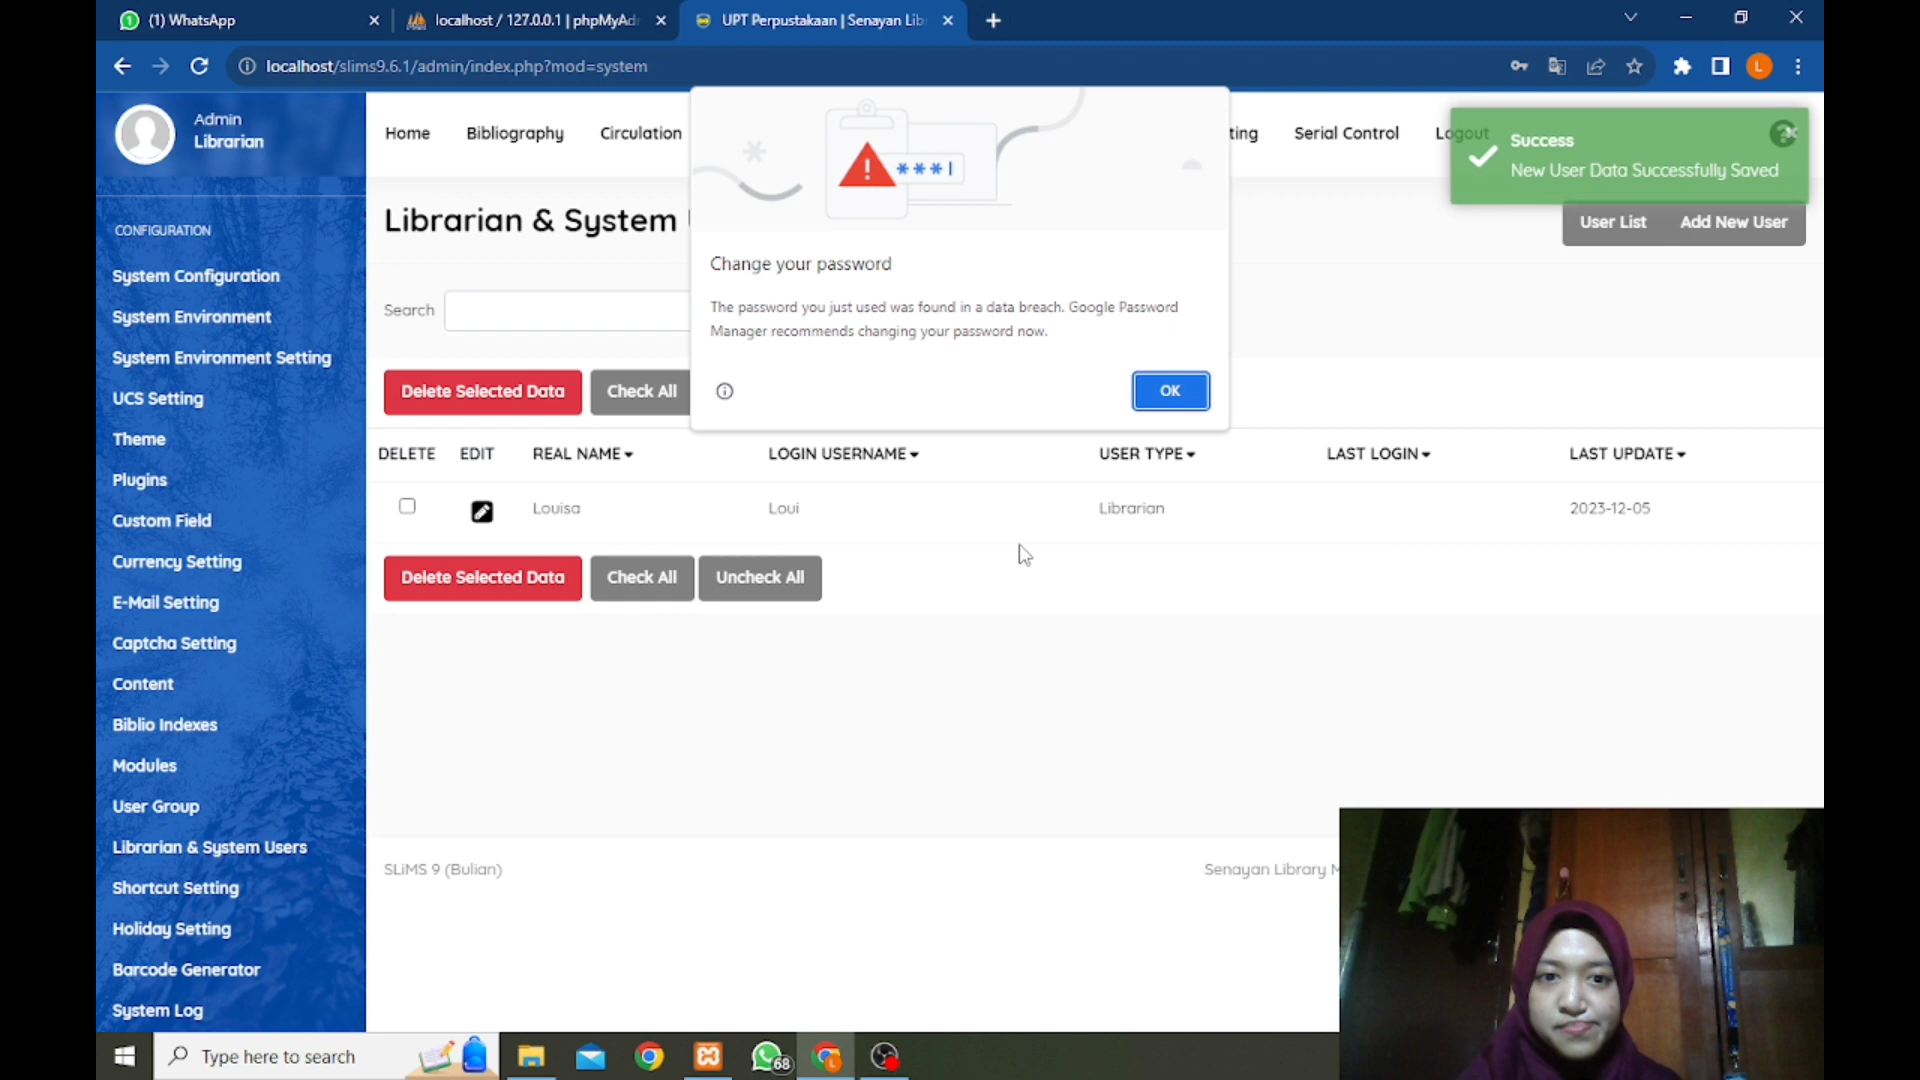 (1) WhatsApp
localhost / 127.0.0.1 | phpMyAd
UPT Perpustakaan | Senayan Lib
localhost/slims9.6.1/admin/index.php?mod=system
L
Admin
Librarian
Home
Bibliography
Circulation
ting
Serial Control
Logout
Success
New User Data Successfully Saved
***
Librarian & System
User List
Add New User
CONFIGURATION
System Configuration
System Environment
System Environment Setting
UCS Setting
Theme
Plugins
Custom Field
Currency Setting
E-Mail Setting
Captcha Setting
Content
Biblio Indexes
Modules
User Group
Librarian & System Users
Shortcut Setting
Holiday Setting
Barcode Generator
System Log
Change your password
The password you just used was found in a data breach. Google Password
Manager recommends changing your password now.
OK
Search
Delete Selected Data
Check All
DELETE
EDIT
REAL NAME
LOGIN USERNAME
USER TYPE
LAST LOGIN
LAST UPDATE
Louisa
Loui
Librarian
2023-12-05
Delete Selected Data
Check All
Uncheck All
SLiMS 9 (Bulian)
Senayan Library M
Type here to search
68
L